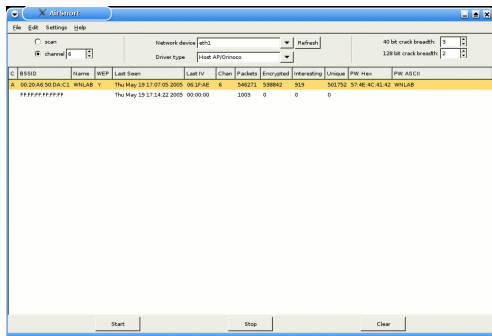 AirSnort
File Edit Settings Help
scan
channel 6
Network device eth1 Refresh
Driver type Host AP/Orinoco
40 bit crack breadth: 3
128 bit crack breadth: 2
C BSSID Name WEP Last Seen Last IV Chan Packets Encrypted Interesting Unique PW: Hex PW: ASCII
A 00:20:A6:50:DA:C1 WNLAB Y Thu May 19 17:07:05 2005 06:1F:AE 6 546271 538842 919 501752 57:4E:4C:41:42 WNLAB
FF:FF:FF:FF:FF:FF Thu May 19 17:14:22 2005 00:00:00 1003 0 0 0
Start Stop Clear